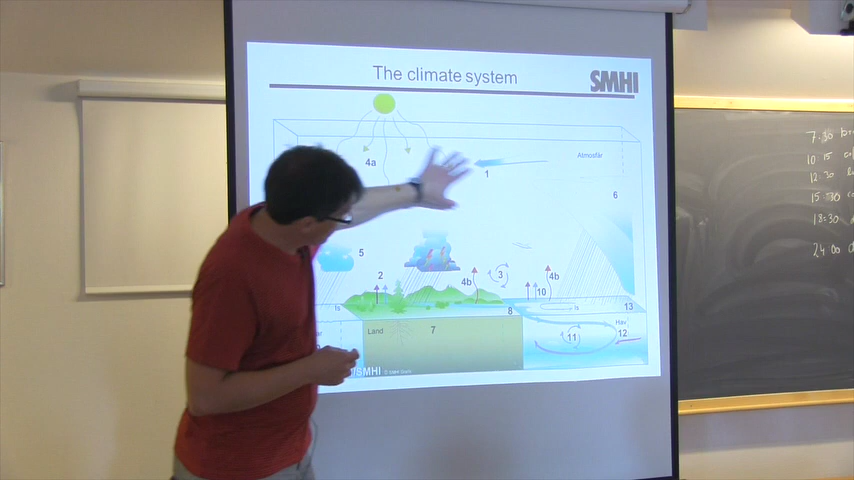 The climate system
SMHI
4a
1
Atmosfär
6
5
2
4b
3
4b
10
Is
8
Is
13
Land
7
11
Hav
12
SMHI
7.30
10.15
12.30
15.30
18:30
24.00